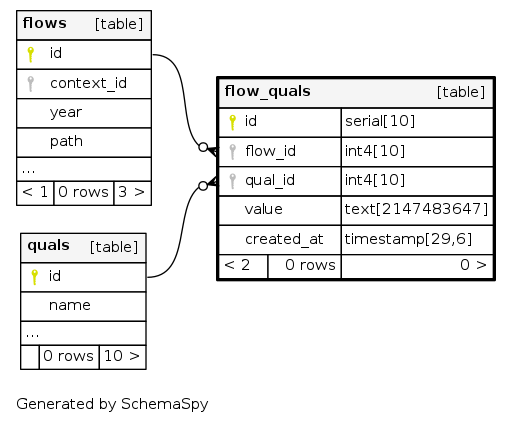 flows [table]
id
context_id
year
path
...
< 1 0 rows 3 >
flow_quals [table]
id serial[10]
flow_id int4[10]
qual_id int4[10]
value text[2147483647]
created_at timestamp[29,6]
< 2 0 rows 0 >
quals [table]
id
name
...
0 rows 10 >
Generated by SchemaSpy